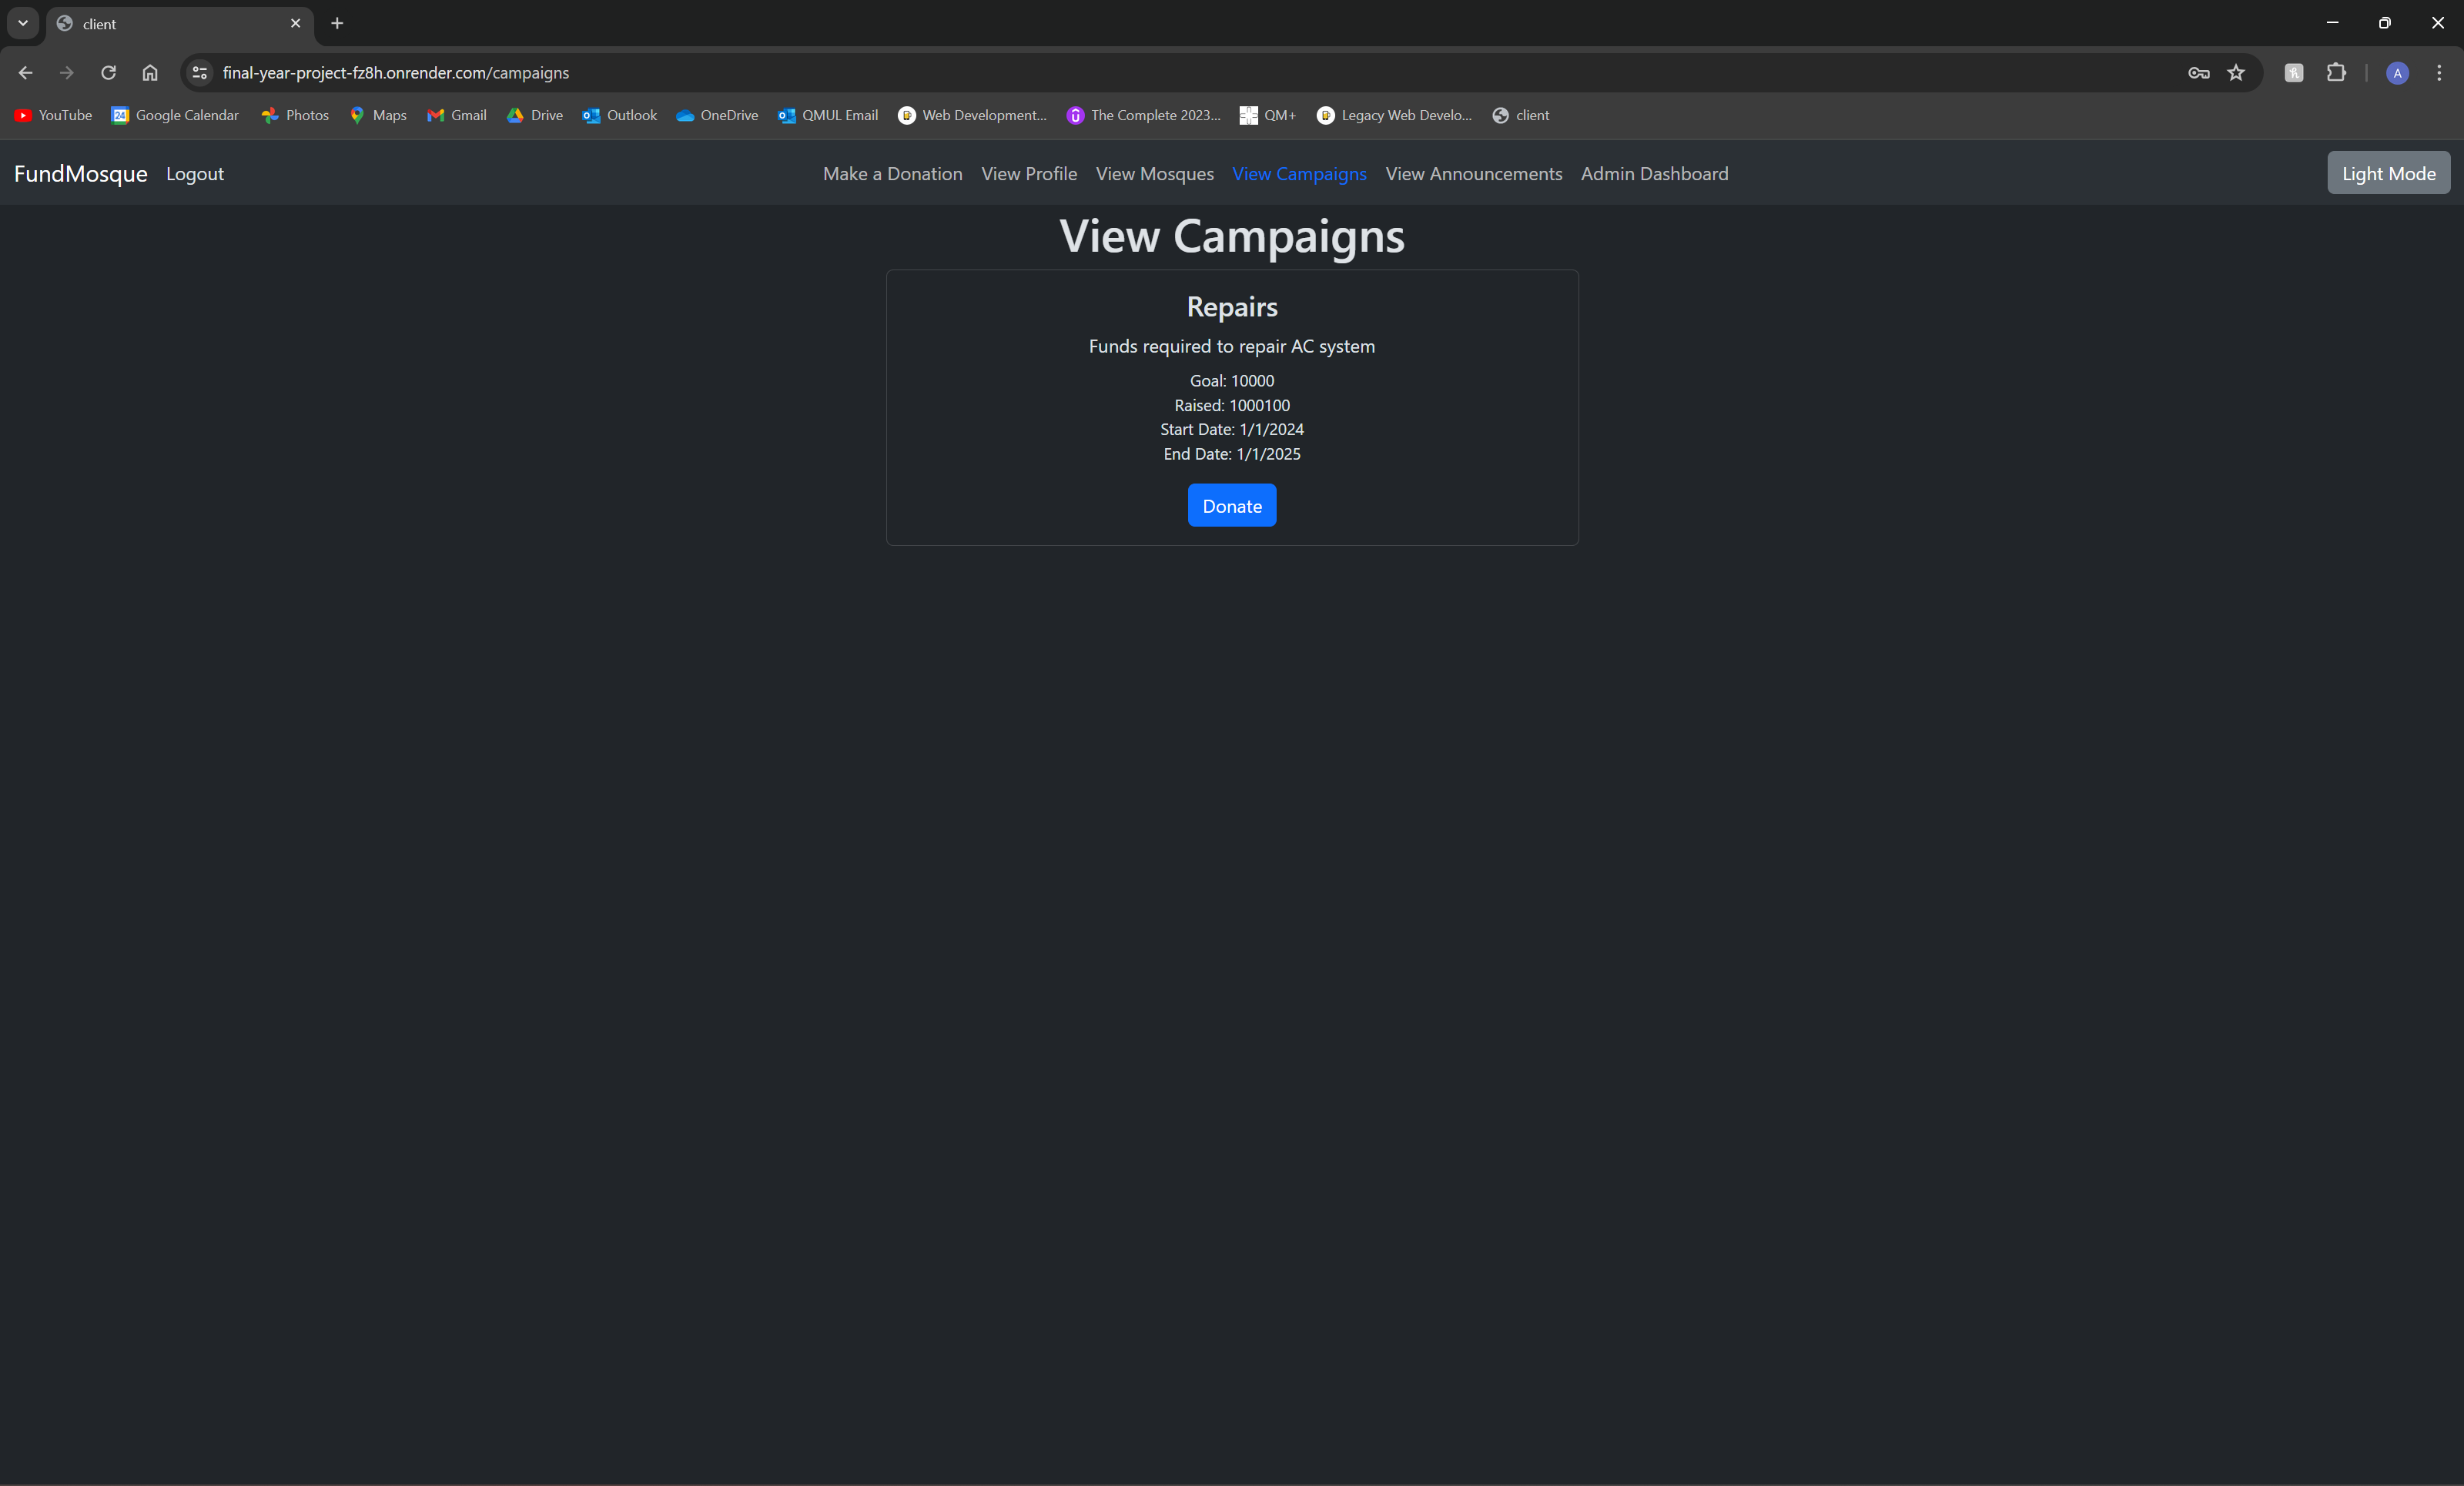 client
final-year-project-fz8h.onrender.com/campaigns
A
YouTube 24 Google Calendar Photos Maps Gmail Drive Outlook OneDrive QMUL Email Web Development... The Complete 2023... QM+ Legacy Web Develo... client
FundMosque Logout Make a Donation View Profile View Mosques View Campaigns View Announcements Admin Dashboard Light Mode
View Campaigns
Repairs
Funds required to repair AC system
Goal: 10000
Raised: 1000100
Start Date: 1/1/2024
End Date: 1/1/2025
Donate